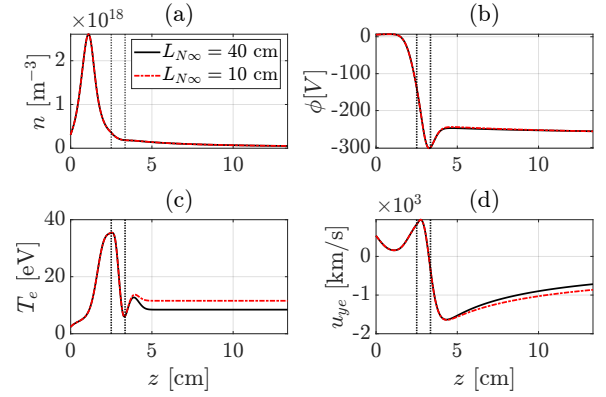 (a)
×10^18
n [m^−3]
2
1
0
0
5
10
L_N∞ = 40 cm
L_N∞ = 10 cm
(b)
ϕ[V]
0
-100
-200
-300
0
5
10
(c)
T_e [eV]
40
20
0
0
5
10
z [cm]
(d)
×10^3
u_ye [km/s]
0
-1
-2
0
5
10
z [cm]